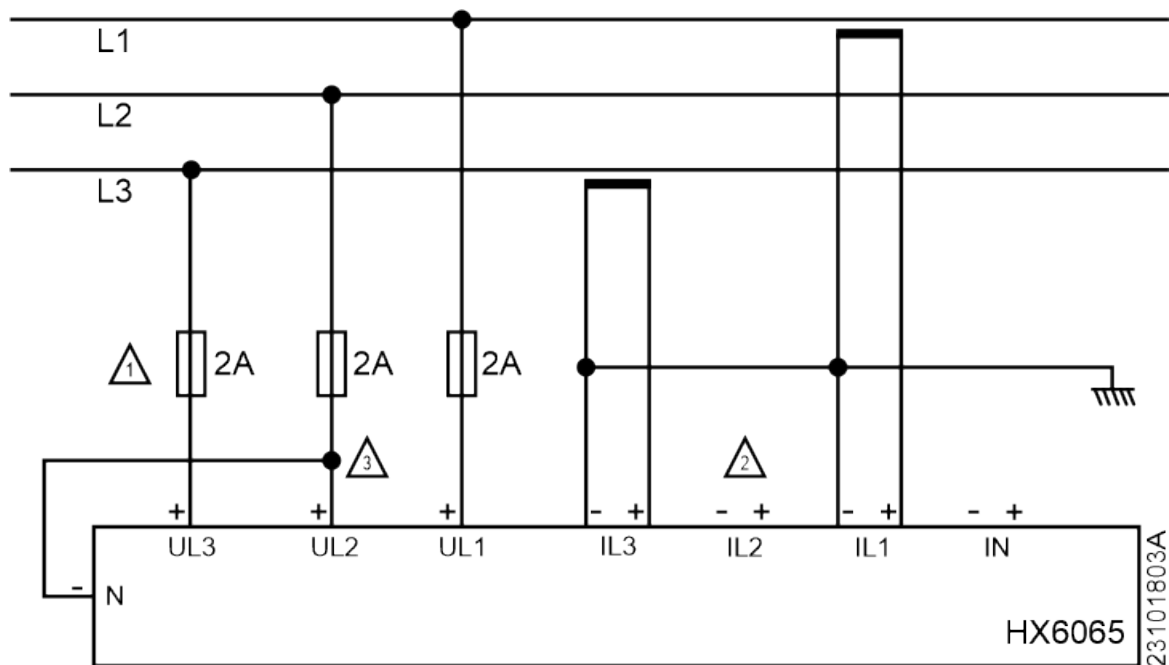 L1
L2
L3
1
2A
2A
2A
3
2
+
+
+
- +
- +
- +
- +
UL3
UL2
UL1
IL3
IL2
IL1
IN
-
N
HX6065
23101803A